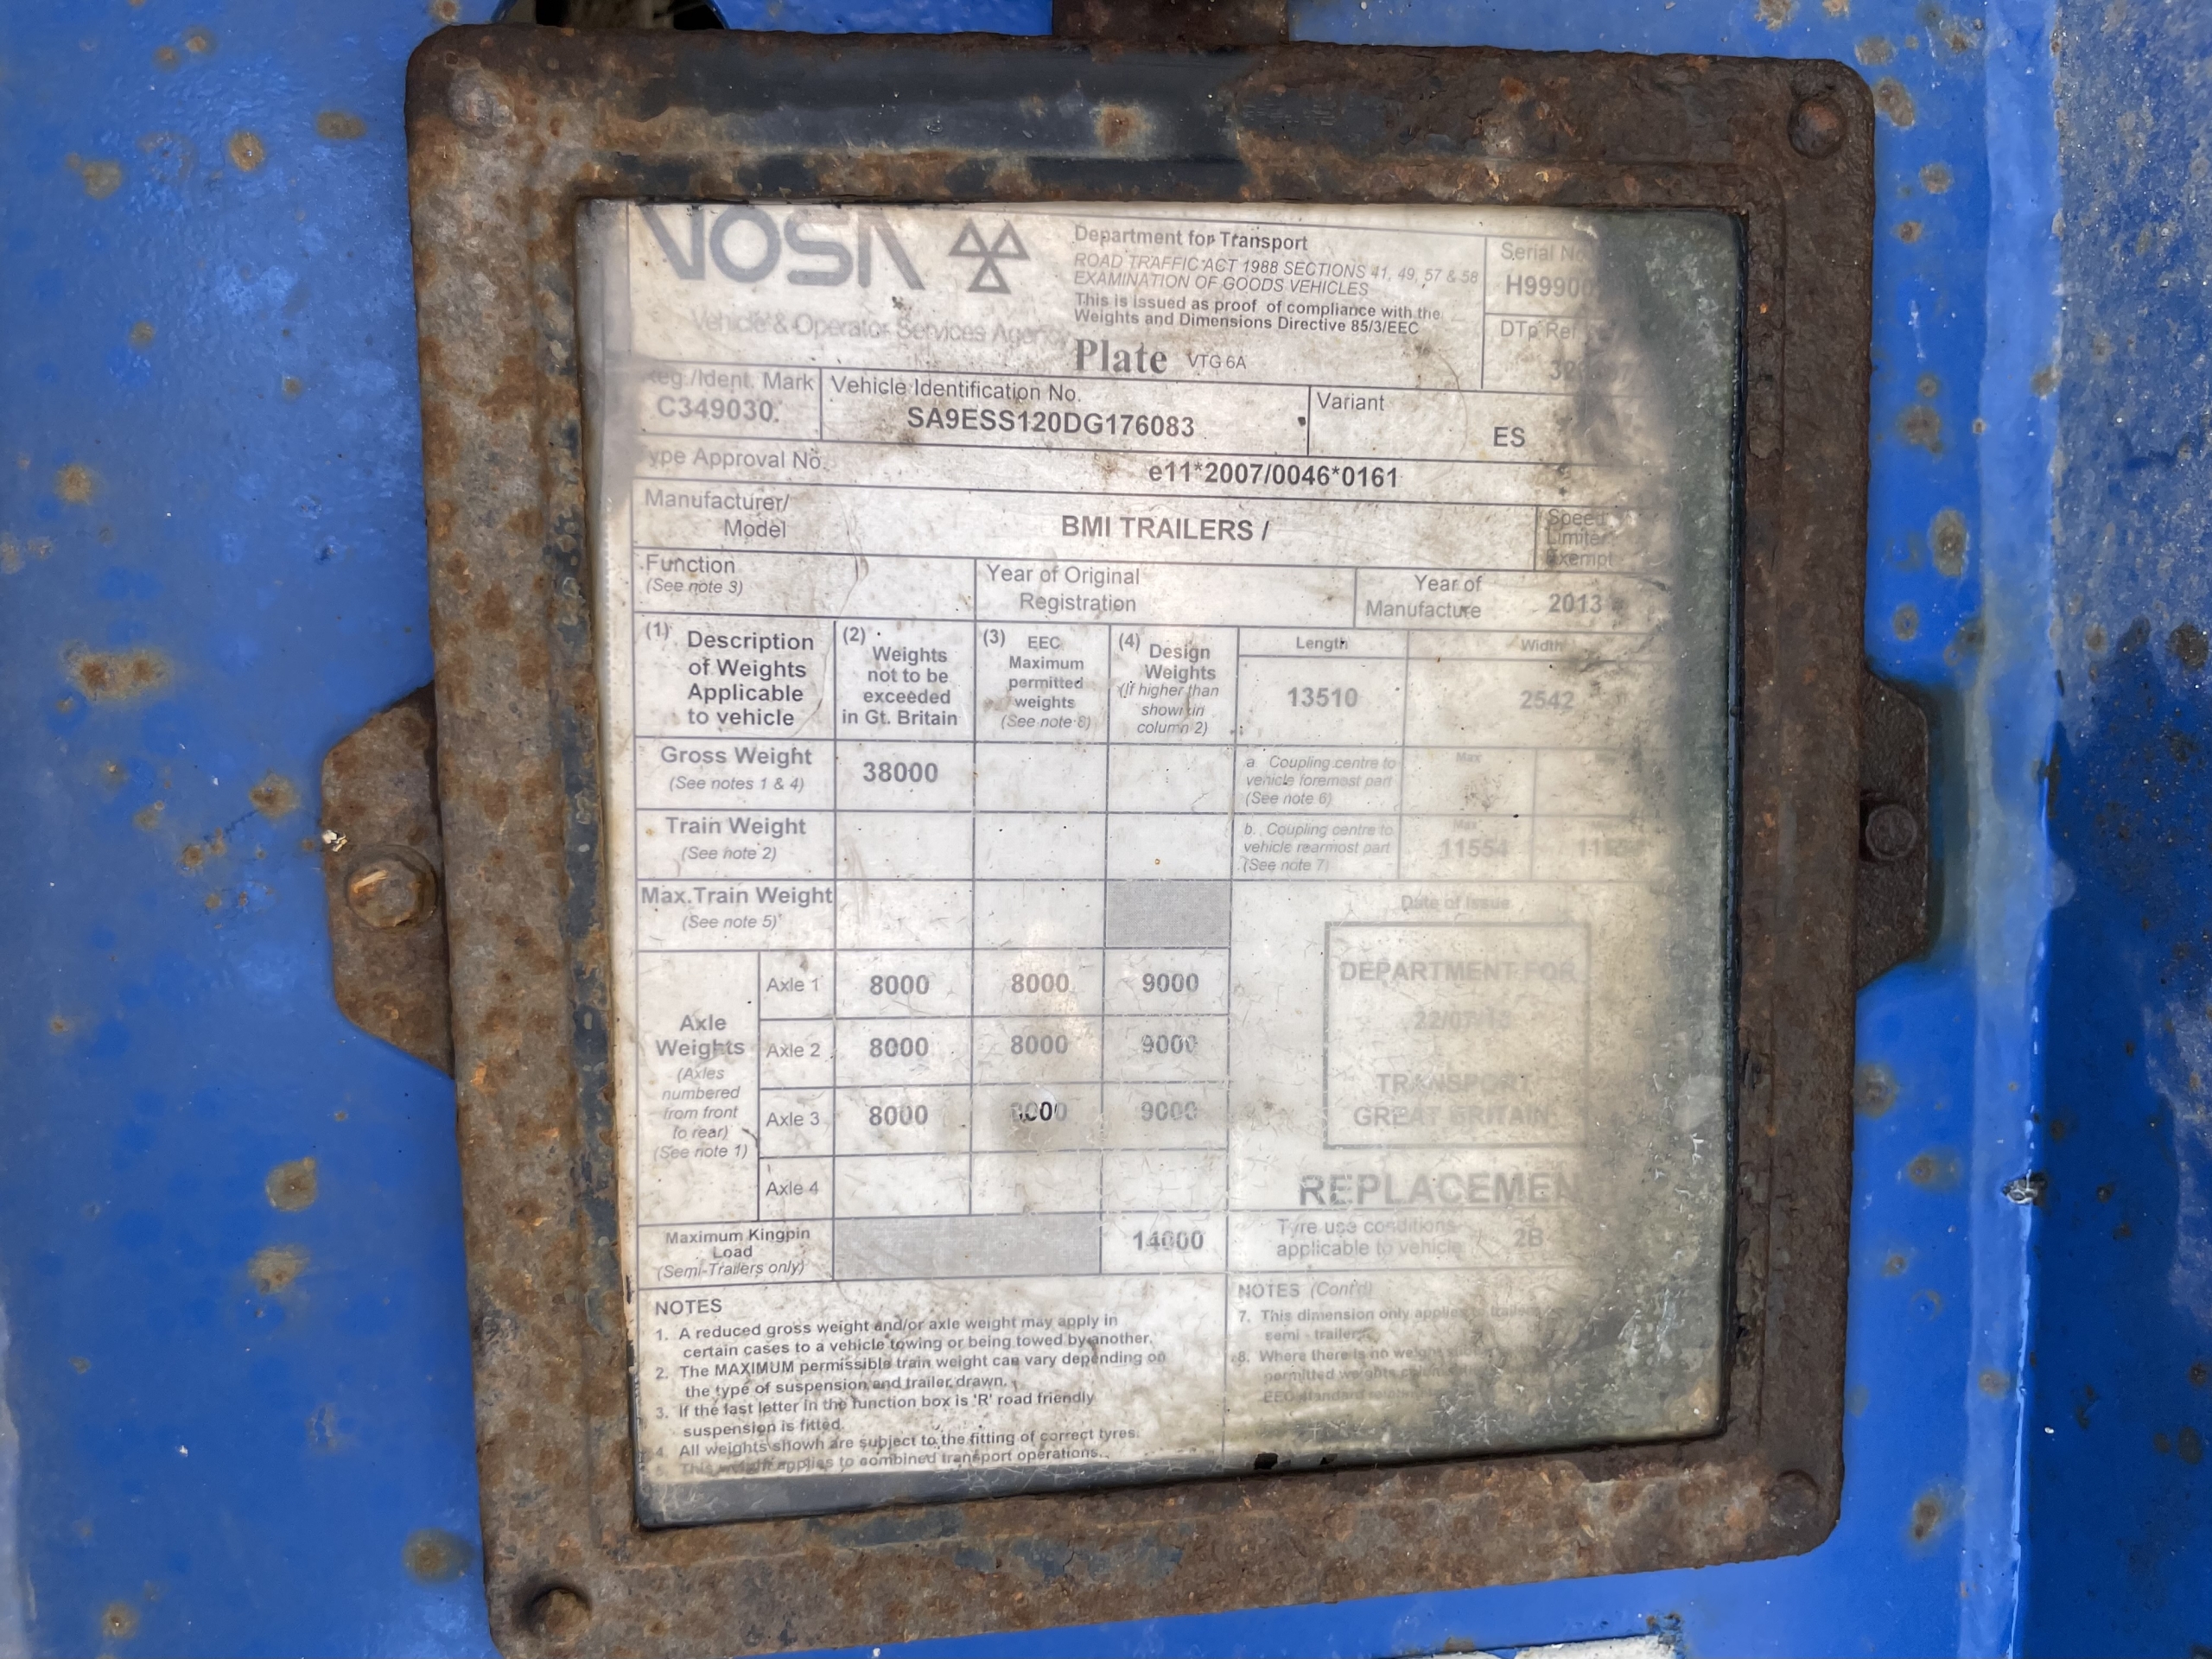 VOSA
Department for Transport
ROAD TRAFFIC ACT 1988 SECTIONS 41, 49, 57 & 58
EXAMINATION OF GOODS VEHICLES
This is issued as proof of compliance with the
Weights and Dimensions Directive 85/3/EEC
Vehicle & Operator Services Agency
Plate VTG 6A
Serial No
DTp Ref
Reg./Ident. Mark
C349030
Vehicle Identification No.
SA9ESS120DG176083
Variant
ES
Type Approval No.
e11*2007/0046*0161
Manufacturer/
Model
BMI TRAILERS /
Speed
Limiter
Exempt
Function
(See note 3)
Year of Original
Registration
Year of
Manufacture
2013
(1) Description
of Weights
Applicable
to vehicle
(2) Weights
not to be
exceeded
in Gt. Britain
(3) EEC
Maximum
permitted
weights
(See note 8)
(4) Design
Weights
(If higher than
shown in
column 2)
Length
13510
Width
2542
Gross Weight
(See notes 1 & 4)
38000
a Coupling centre to
vehicle foremost part
(See note 6)
Max
Train Weight
(See note 2)
b. Coupling centre to
vehicle rearmost part
(See note 7)
Max
11554
Max.Train Weight
(See note 5)
Date of Issue
DEPARTMENT FOR
TRANSPORT
GREAT BRITAIN
Axle
Weights
(Axles
numbered
from front
to rear)
(See note 1)
Axle 1 8000 8000 9000
Axle 2 8000 8000 9000
Axle 3 8000 9000
Axle 4
REPLACEMEN
Maximum Kingpin
Load
(Semi-Trailers only)
14000
Tyre use conditions
applicable to vehicle
2B
NOTES
1. A reduced gross weight and/or axle weight may apply in
certain cases to a vehicle towing or being towed by another.
2. The MAXIMUM permissible train weight can vary depending on
the type of suspension and trailer drawn.
3. If the last letter in the function box is 'R' road friendly
suspension is fitted.
4. All weights shown are subject to the fitting of correct tyres.
5. This weight applies to combined transport operations.
NOTES (Cont'd)
7. This dimension only applies to
semi - trailers
8. Where there is no weight
permitted weights
EEC standard